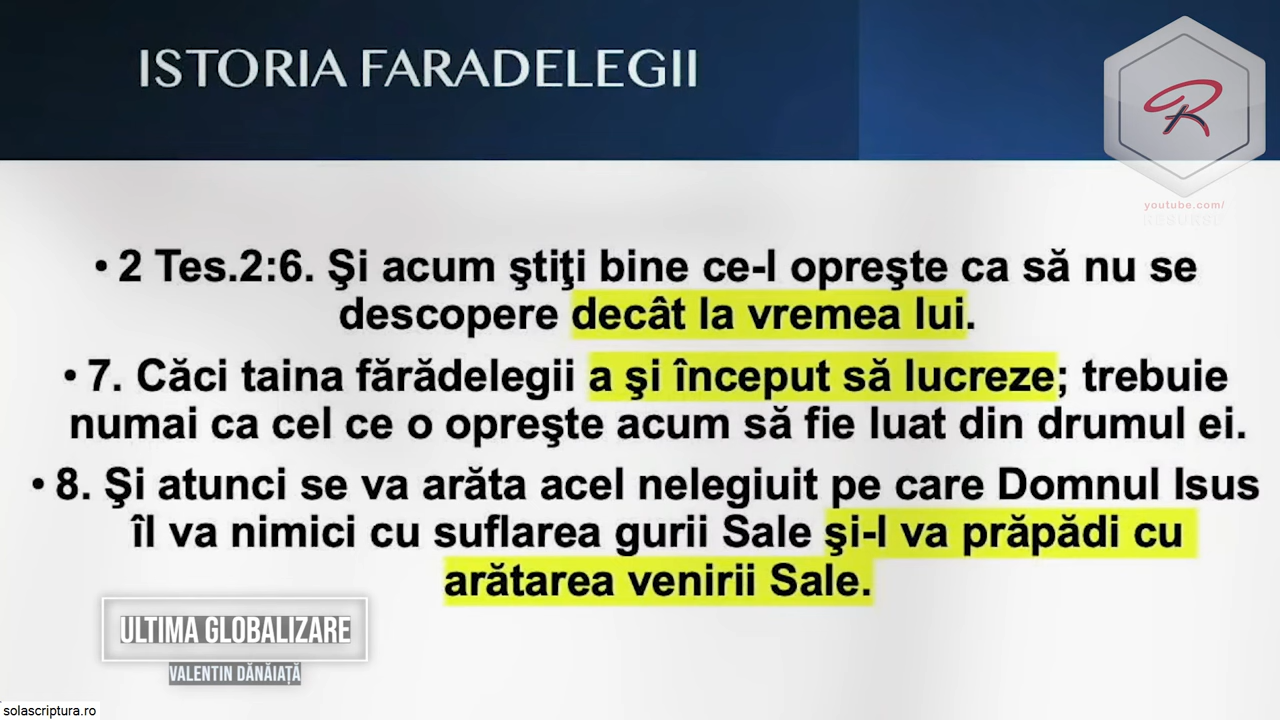 ISTORIA FARADELEGII
youtube.com/
RESURSE
• 2 Tes.2:6. Şi acum ştiţi bine ce-l opreşte ca să nu se
descopere decât la vremea lui.
• 7. Căci taina fărădelegii a şi început să lucreze; trebuie
numai ca cel ce o opreşte acum să fie luat din drumul ei.
• 8. Şi atunci se va arăta acel nelegiuit pe care Domnul Isus
îl va nimici cu suflarea gurii Sale şi-l va prăpădi cu
arătarea venirii Sale.
ULTIMA GLOBALIZARE
VALENTIN DĂNĂIAȚĂ
solascriptura.ro